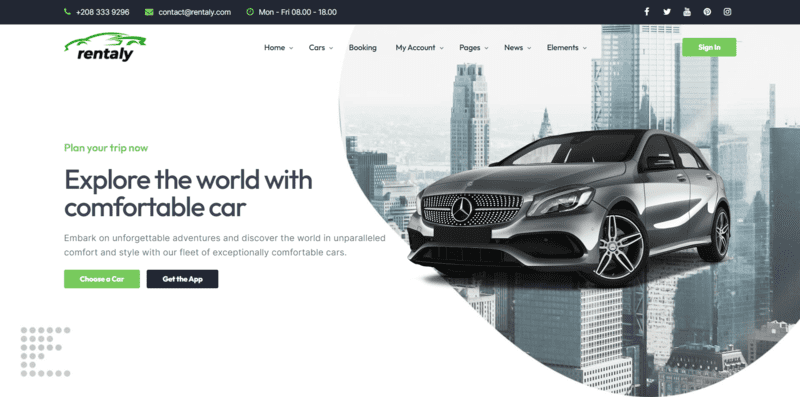 +208 333 9296 contact@rentaly.com Mon - Fri 08.00 - 18.00
rentaly
Home Cars Booking My Account Pages News Elements
Sign In
Plan your trip now
Explore the world with
comfortable car
Embark on unforgettable adventures and discover the world in unparalleled
comfort and style with our fleet of exceptionally comfortable cars.
Choose a Car Get the App